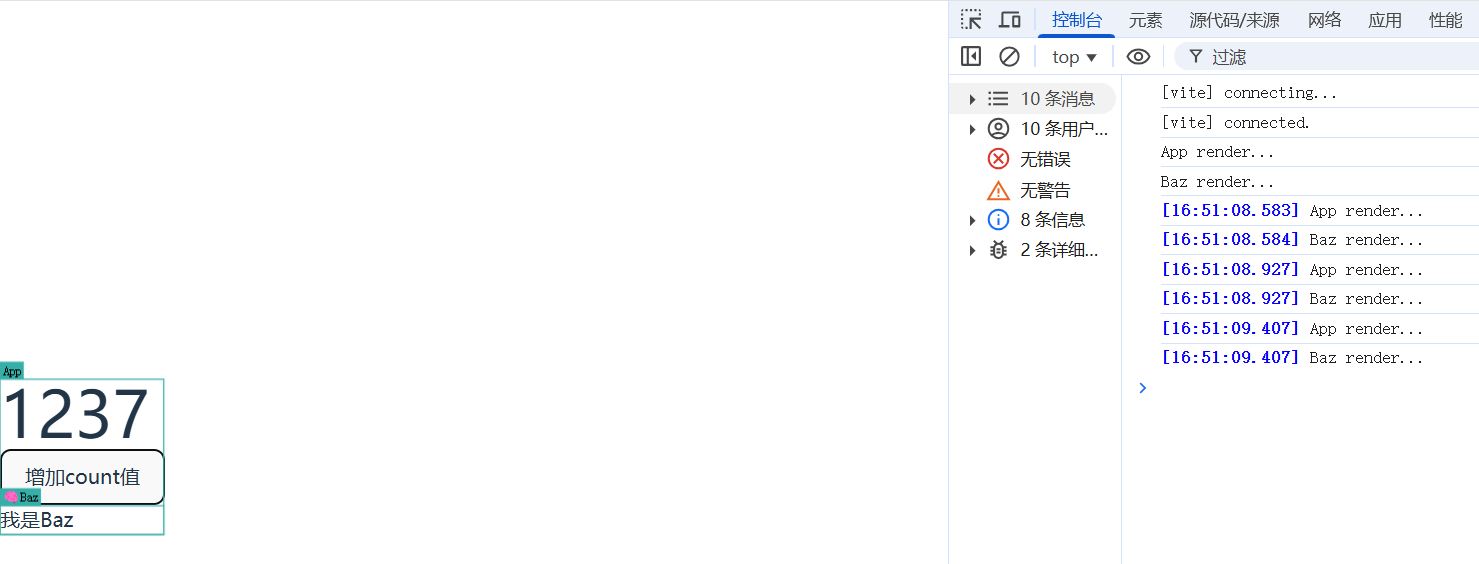 控制台 元素 源代码/来源 网络 应用 性能
top 过滤
10 条消息
10 条用户...
无错误
无警告
8 条信息
2 条详细...
[vite] connecting...
[vite] connected.
App render...
Baz render...
[16:51:08.583] App render...
[16:51:08.584] Baz render...
[16:51:08.927] App render...
[16:51:08.927] Baz render...
[16:51:09.407] App render...
[16:51:09.407] Baz render...
App
1237
增加count值
Baz
我是Baz